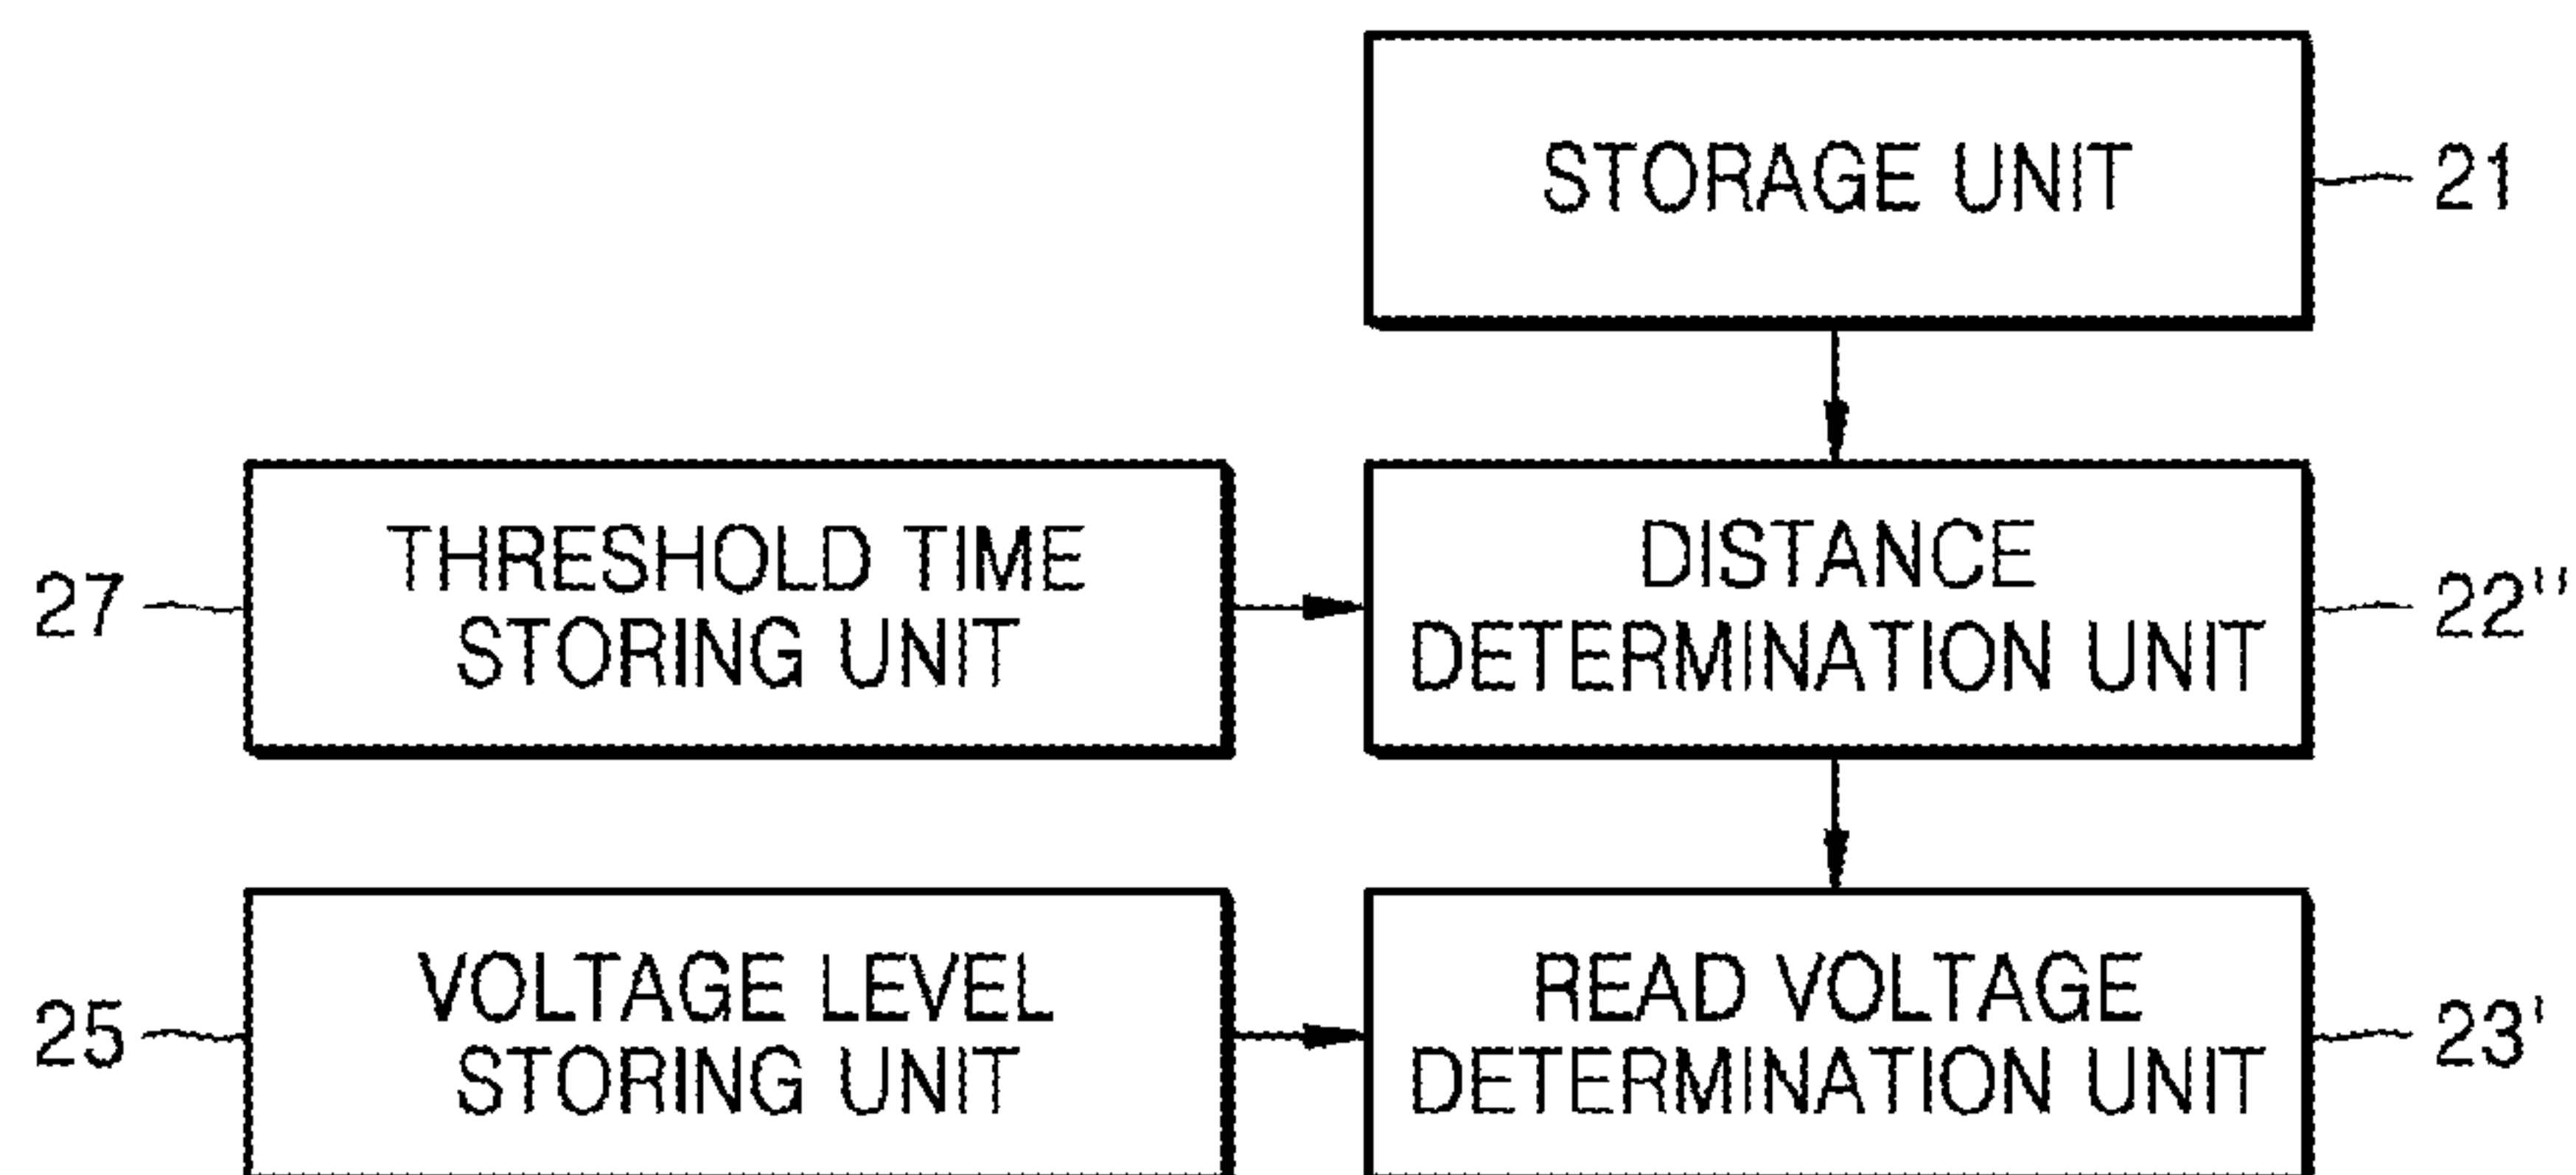 STORAGE UNIT
21
27
THRESHOLD TIME
STORING UNIT
DISTANCE
DETERMINATION UNIT
22"
25
VOLTAGE LEVEL
STORING UNIT
READ VOLTAGE
DETERMINATION UNIT
23'